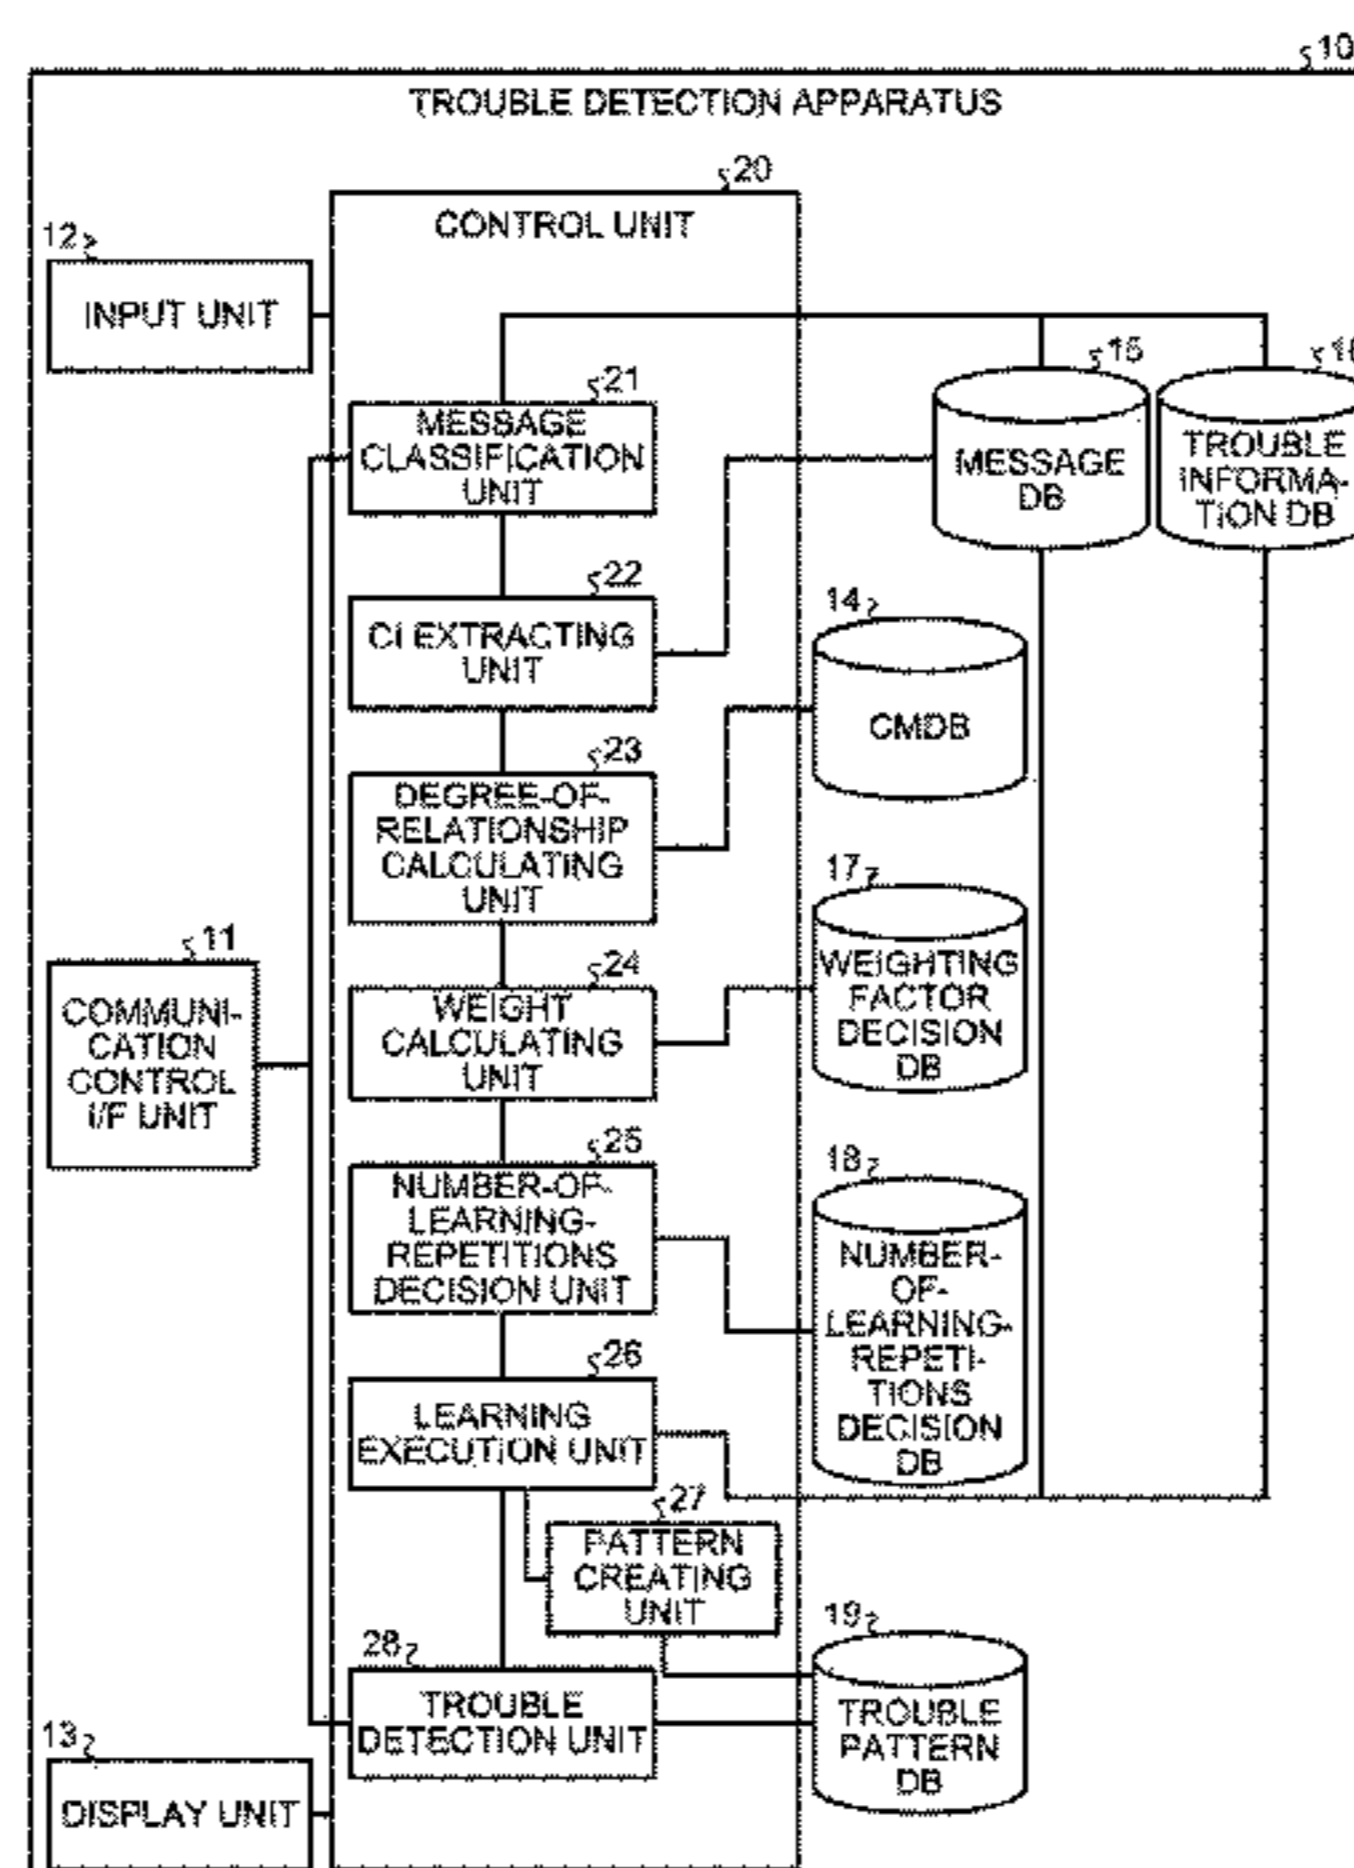 10
TROUBLE DETECTION APPARATUS
20
CONTROL UNIT
12
INPUT UNIT
21
MESSAGE
CLASSIFICATION
UNIT
15
MESSAGE
DB
TROUBLE
INFORMA-
TION DB
22
CI EXTRACTING
UNIT
14
CMDB
23
DEGREE-OF-
RELATIONSHIP
CALCULATING
UNIT
17
WEIGHTING
FACTOR
DECISION
DB
11
COMMUNI-
CATION
CONTROL
I/F UNIT
24
WEIGHT
CALCULATING
UNIT
25
NUMBER-OF-
LEARNING-
REPETITIONS
DECISION UNIT
18
NUMBER-
OF-
LEARNING-
REPETI-
TIONS
DECISION
DB
26
LEARNING
EXECUTION UNIT
27
PATTERN
CREATING
UNIT
28
TROUBLE
DETECTION UNIT
19
TROUBLE
PATTERN
DB
13
DISPLAY UNIT